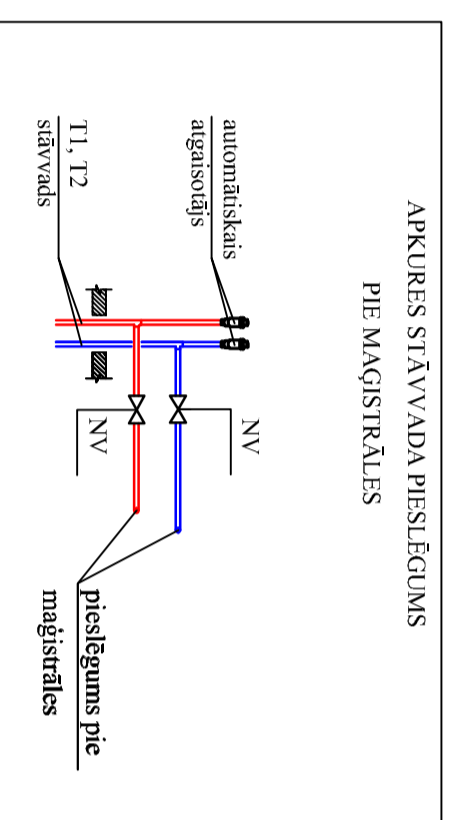 APKURES STĀVVADA PIESLĒGUMS
PIE MAĢISTRĀLES
automātiskais
atgaisotājs
NV
T1, T2
stāvvads
NV
pieslēgums pie
maģistrāles